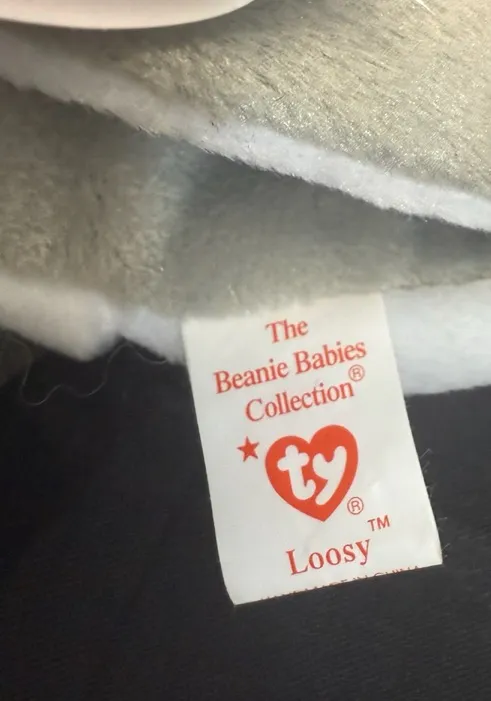 The
Beanie Babies
Collection®
★ ty ®
Loosy™